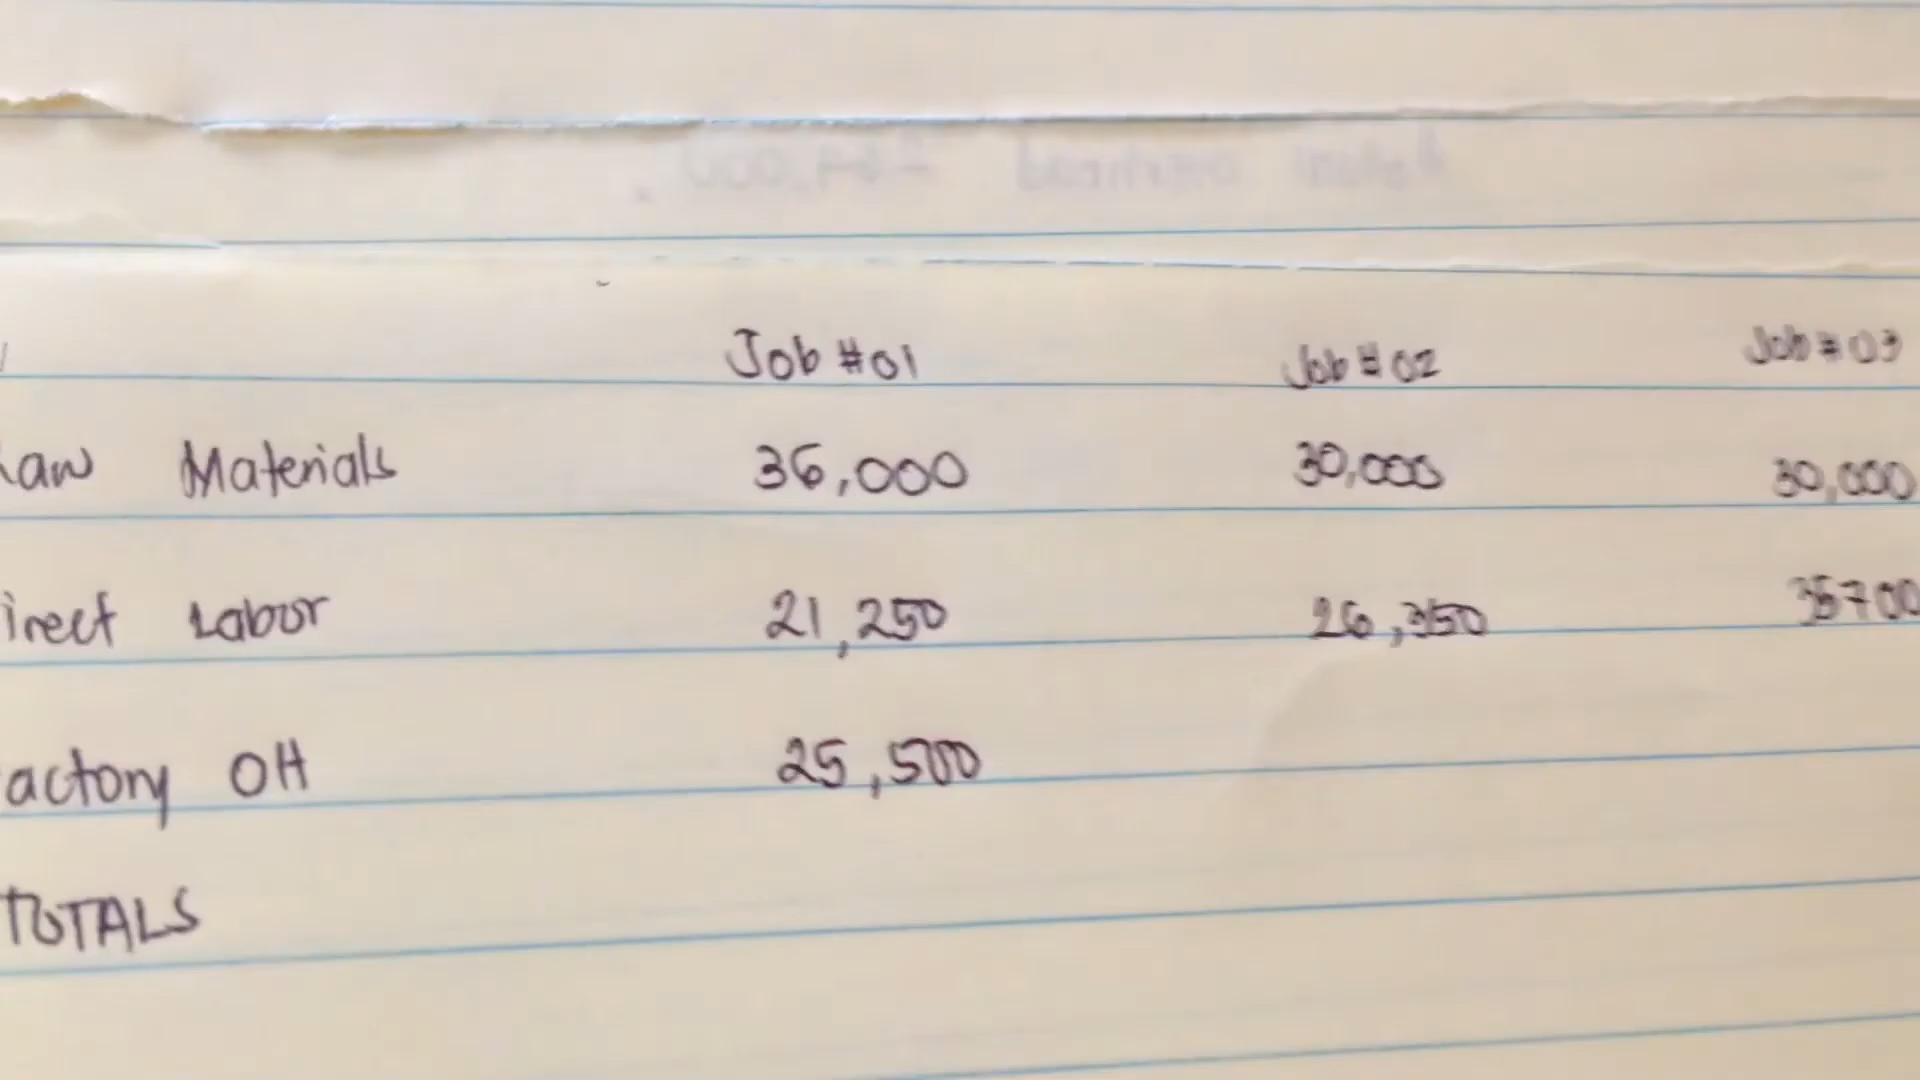 Job #01 Job #02 Job #03
Raw Materials 36,000 30,000 30,000
irect Labor 21,250 26,350 35700
actory OH 25,500
TOTALS